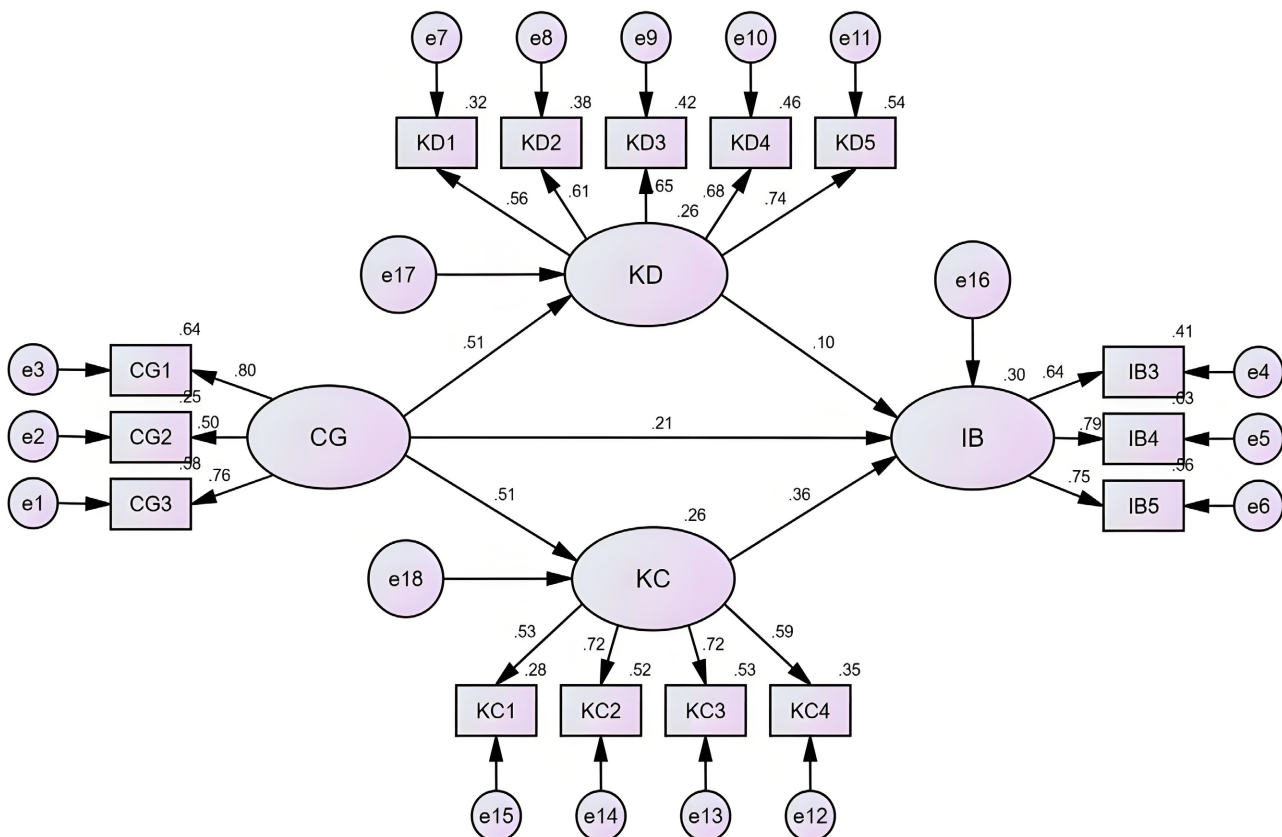 e7 e8 e9 e10 e11
.32 .38 .42 .46 .54
KD1 KD2 KD3 KD4 KD5
.56 .61 .65 .68 .74
.26
e17 KD e16
.51 .10
.64 .41
e3 CG1 .80 .30 .64 IB3 e4
.25 .63
e2 CG2 .50 CG .21 IB .79 IB4 e5
.58 .56
e1 CG3 .76 .75 IB5 e6
.51 .36
.26
e18 KC
.53 .72 .72 .59
.28 .52 .53 .35
KC1 KC2 KC3 KC4
e15 e14 e13 e12